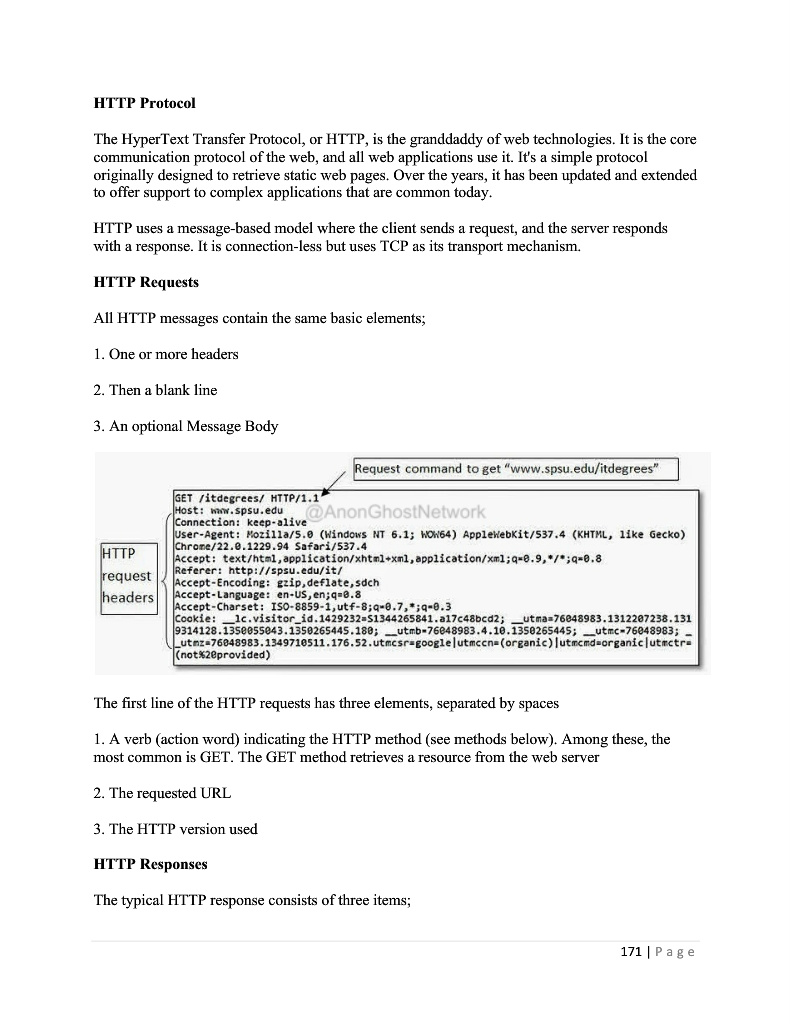 HTTP Protocol
The HyperText Transfer Protocol, or HTTP, is the granddaddy of web technologies. It is the core
communication protocol of the web, and all web applications use it. It's a simple protocol
originally designed to retrieve static web pages. Over the years, it has been updated and extended
to offer support to complex applications that are common today.
HTTP uses a message-based model where the client sends a request, and the server responds
with a response. It is connection-less but uses TCP as its transport mechanism.
HTTP Requests
All HTTP messages contain the same basic elements;
1. One or more headers
2. Then a blank line
3. An optional Message Body
Request command to get “www.spsu.edu/itdegrees”
GET /itdegrees/ HTTP/1.1
Host: www.spsu.edu
@AnonGhostNetwork
Connection: keep-alive
User-Agent: Mozilla/5.0 (Windows NT 6.1; WOW64) AppleWebKit/537.4 (KHTML, like Gecko)
Chrome/22.0.1229.94 Safari/537.4
HTTP
request
headers
Accept: text/html,application/xhtml+xml,application/xml;q=0.9,*/*;q=0.8
Referer: http://spsu.edu/it/
Accept-Encoding: gzip,deflate,sdch
Accept-Language: en-US,en;q=0.8
Accept-Charset: ISO-8859-1,utf-8;q=0.7,*;q=0.3
Cookie: __lc.visitor_id.1429232=S1344265841.a17c48bcd2; __utma=76048983.1312207238.131
9314128.1350055043.1350265445.180; __utmb=76048983.4.10.1350265445; __utmc=76048983; _
_utmz=76048983.1349710511.176.52.utmcsr=google|utmccn=(organic)|utmcmd=organic|utmctr=
(not%20provided)
The first line of the HTTP requests has three elements, separated by spaces
1. A verb (action word) indicating the HTTP method (see methods below). Among these, the
most common is GET. The GET method retrieves a resource from the web server
2. The requested URL
3. The HTTP version used
HTTP Responses
The typical HTTP response consists of three items;
171 | Page